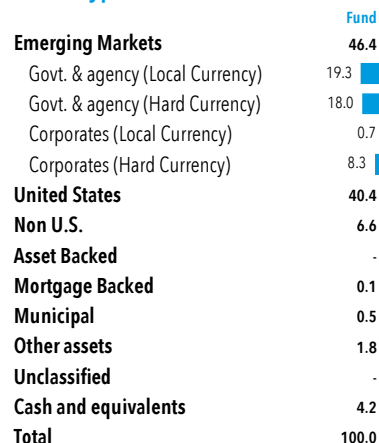 Fund
Emerging Markets 46.4
Govt. & agency (Local Currency) 19.3
Govt. & agency (Hard Currency) 18.0
Corporates (Local Currency) 0.7
Corporates (Hard Currency) 8.3
United States 40.4
Non U.S. 6.6
Asset Backed -
Mortgage Backed 0.1
Municipal 0.5
Other assets 1.8
Unclassified -
Cash and equivalents 4.2
Total 100.0